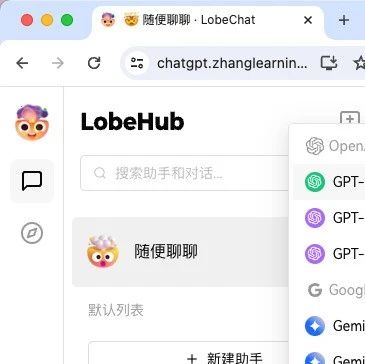 随便聊聊 · LobeChat
chatgpt.zhanglearnin...
LobeHub
搜索助手和对话...
随便聊聊
默认列表
新建助手
Open
GPT-
GPT-
GPT-
Googl
Gemi
Gemi